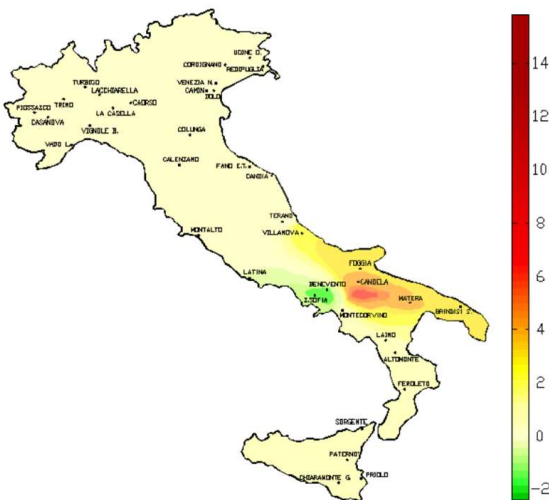 UDINE O.
CORDIGNANO
REDIPUGLIA
VENEZIA N.
CAMIN
DOLO
TURBIGO
LACCHIARELLA
PIOSSASCO
TRINO
CAORSO
LA CASELLA
CASANOVA
VIGNOLE B.
COLUNGA
VADO L.
CALENZANO
FANO E.T.
CANDIA
TERAMO
MONTALTO
VILLANOVA
FOGGIA
LATINA
BENEVENTO
CANDELA
S.SOFIA
MATERA
MONTECORVINO
BRINDISI S.
LAINO
ALTOMONTE
FEROLETO
SORGENTE
PATERNO'
CHIARAMONTE G.
PRIOLO
14
12
10
8
6
4
2
0
-2